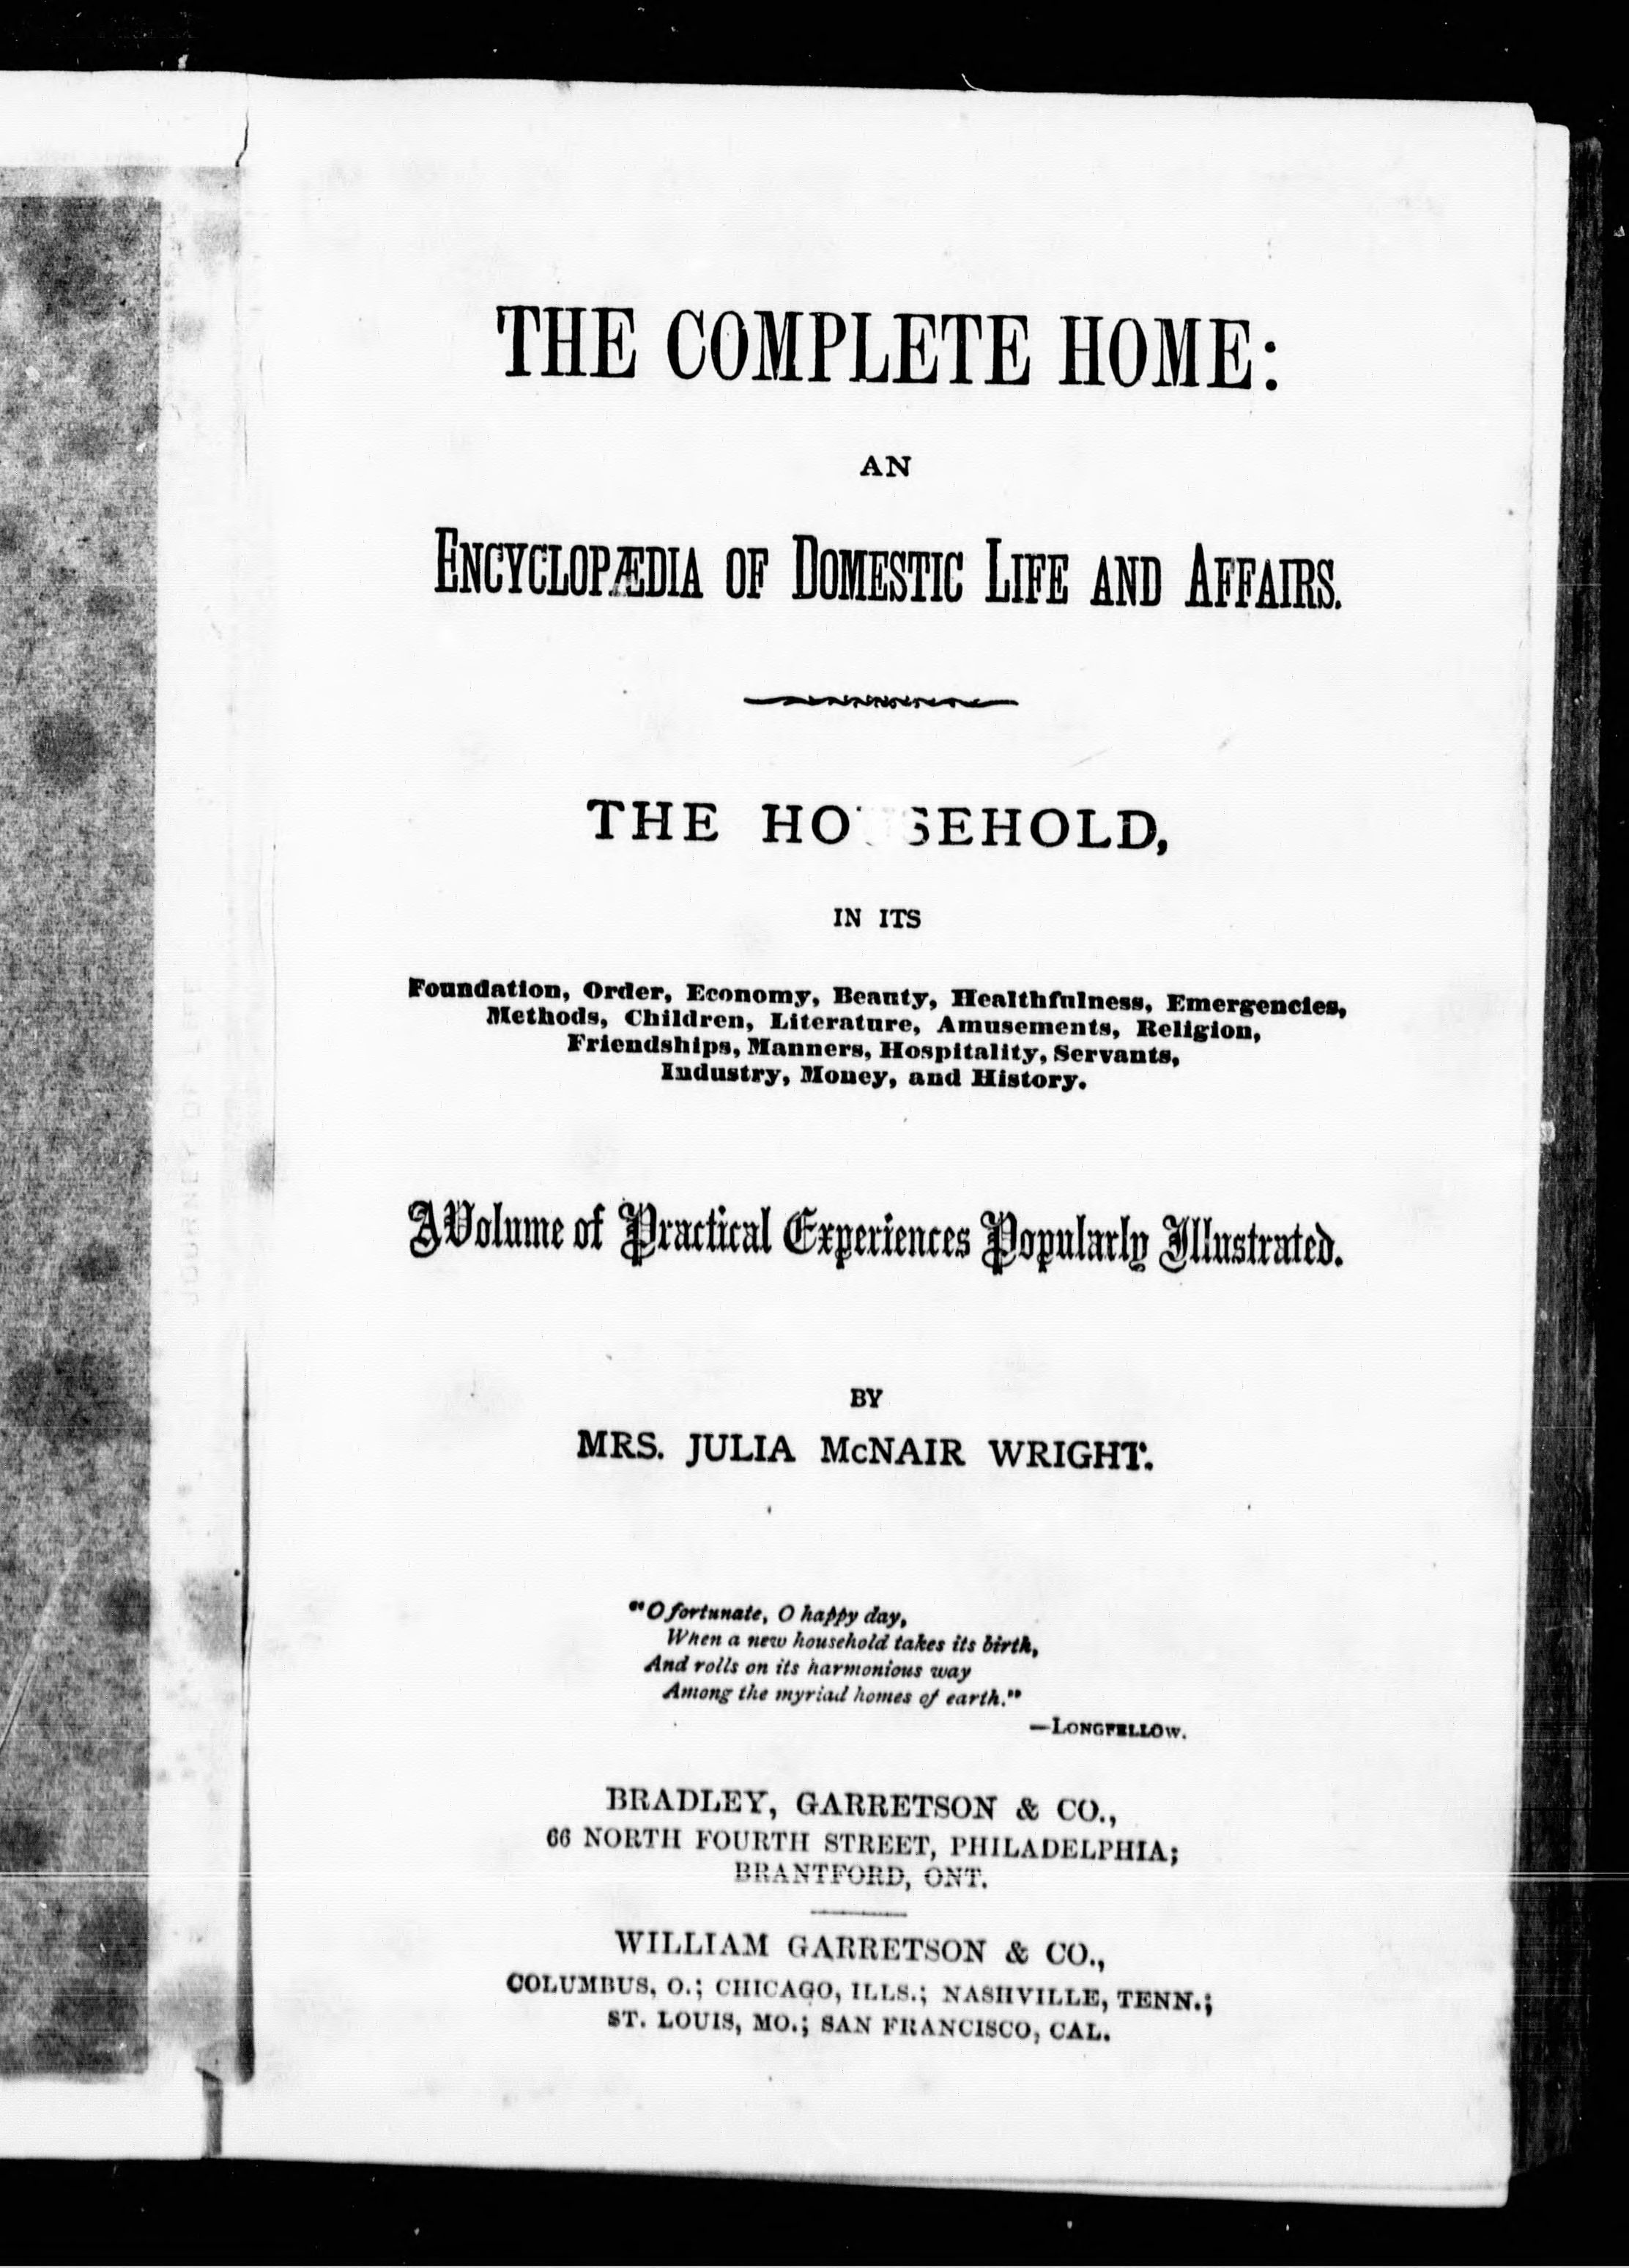 THE COMPLETE HOME:
AN
ENCYCLOPÆDIA OF DOMESTIC LIFE AND AFFAIRS.
THE HOUSEHOLD,
IN ITS
Foundation, Order, Economy, Beauty, Healthfulness, Emergencies,
Methods, Children, Literature, Amusements, Religion,
Friendships, Manners, Hospitality, Servants,
Industry, Money, and History.
A Volume of Practical Experiences Popularly Illustrated.
BY
MRS. JULIA McNAIR WRIGHT.
"O fortunate, O happy day,
When a new household takes its birth,
And rolls on its harmonious way
Among the myriad homes of earth."
—LONGFELLOW.
BRADLEY, GARRETSON & CO.,
66 NORTH FOURTH STREET, PHILADELPHIA;
BRANTFORD, ONT.
WILLIAM GARRETSON & CO.,
COLUMBUS, O.; CHICAGO, ILLS.; NASHVILLE, TENN.;
ST. LOUIS, MO.; SAN FRANCISCO, CAL.